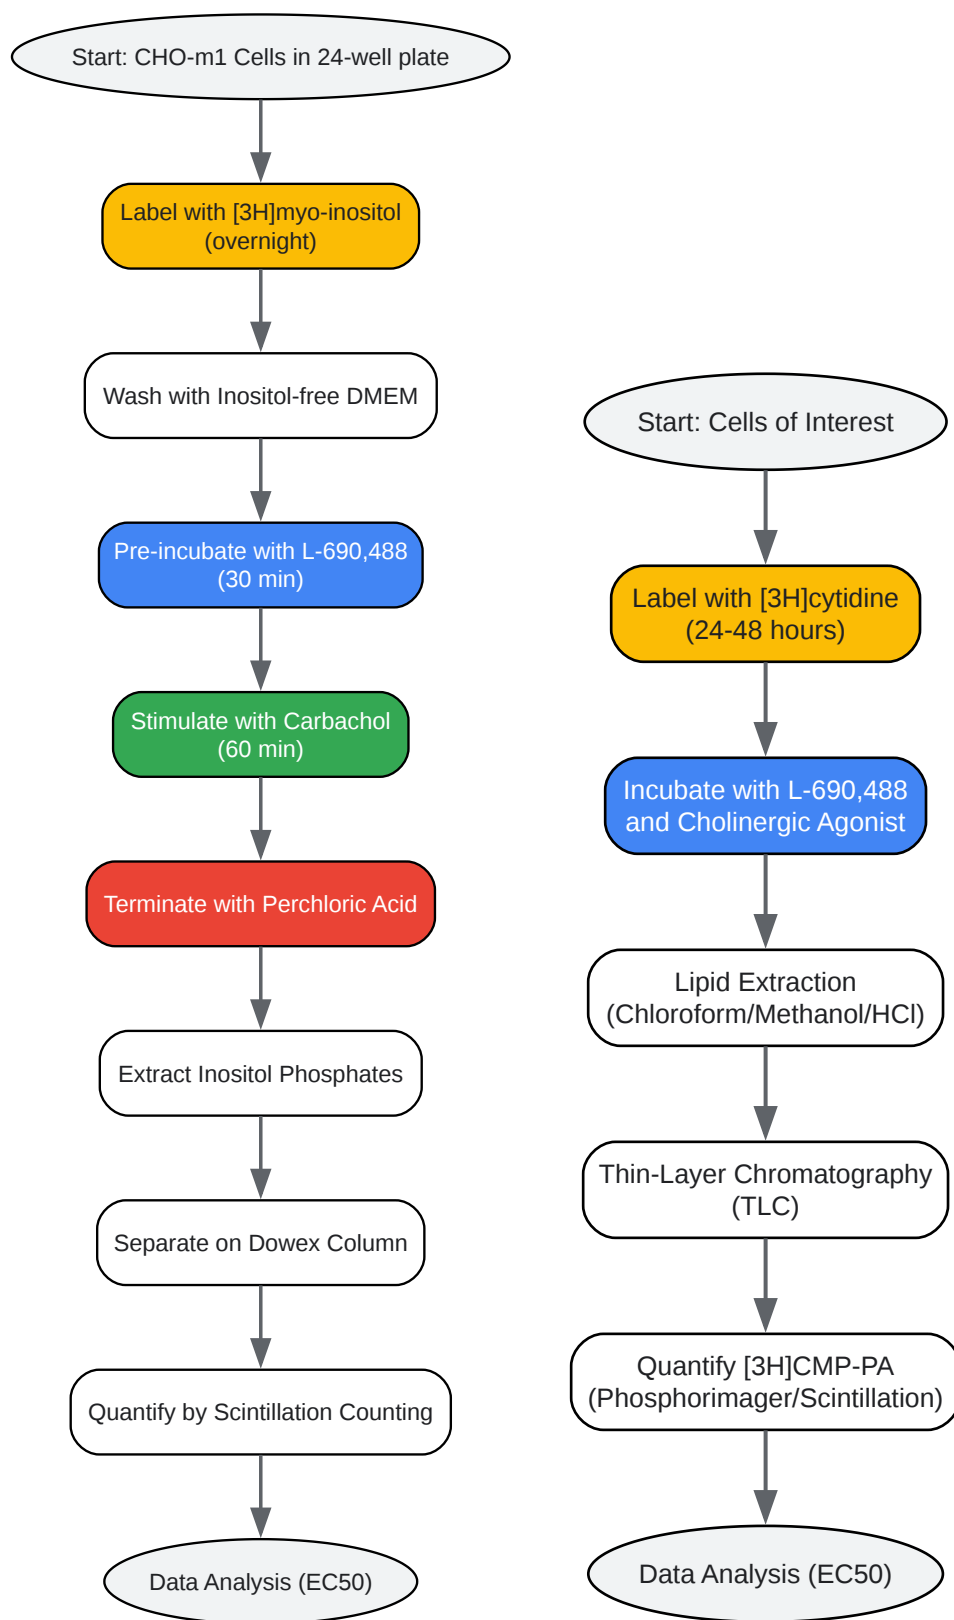 Start: CHO-m1 Cells in 24-well plate
Label with [3H]myo-inositol
(overnight)
Wash with Inositol-free DMEM
Pre-incubate with L-690,488
(30 min)
Stimulate with Carbachol
(60 min)
Terminate with Perchloric Acid
Extract Inositol Phosphates
Separate on Dowex Column
Quantify by Scintillation Counting
Data Analysis (EC50)
Start: Cells of Interest
Label with [3H]cytidine
(24-48 hours)
Incubate with L-690,488
and Cholinergic Agonist
Lipid Extraction
(Chloroform/Methanol/HCl)
Thin-Layer Chromatography
(TLC)
Quantify [3H]CMP-PA
(Phosphorimager/Scintillation)
Data Analysis (EC50)